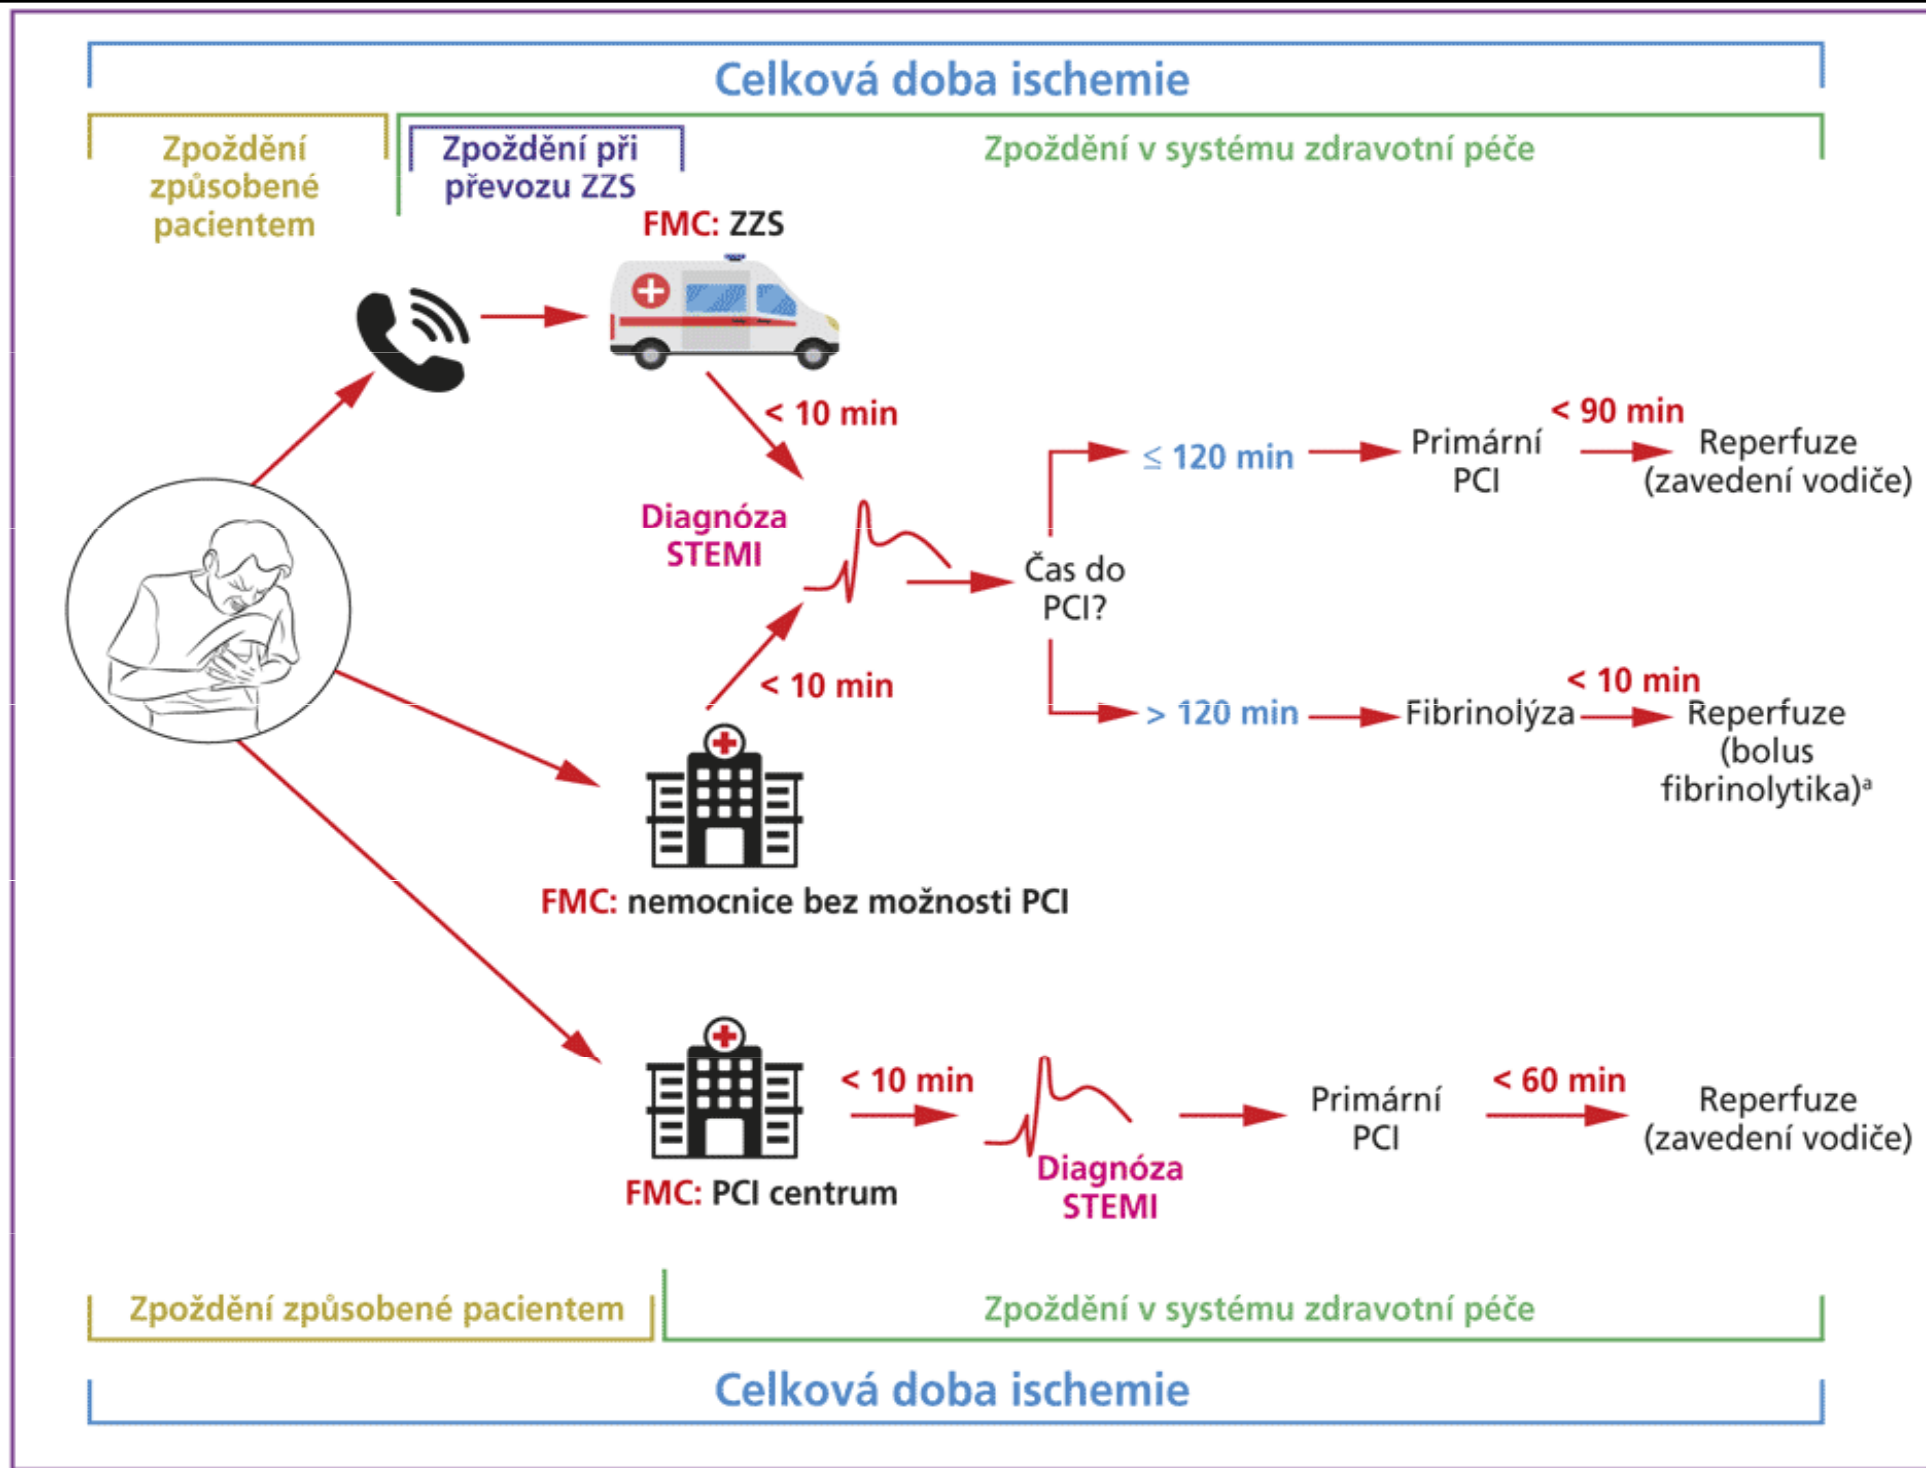 Celková doba ischemie
Zpoždění
způsobené
pacientem
Zpoždění při
převozu ZZS
Zpoždění v systému zdravotní péče
FMC: ZZS
< 10 min
Diagnóza
STEMI
< 10 min
Čas do
PCI?
≤ 120 min
Primární
PCI
< 90 min
Reperfuze
(zavedení vodiče)
> 120 min
Fibrinolýza
< 10 min
Reperfuze
(bolus
fibrinolytika)ᵃ
FMC: nemocnice bez možnosti PCI
FMC: PCI centrum
< 10 min
Diagnóza
STEMI
Primární
PCI
< 60 min
Reperfuze
(zavedení vodiče)
Zpoždění způsobené pacientem
Zpoždění v systému zdravotní péče
Celková doba ischemie